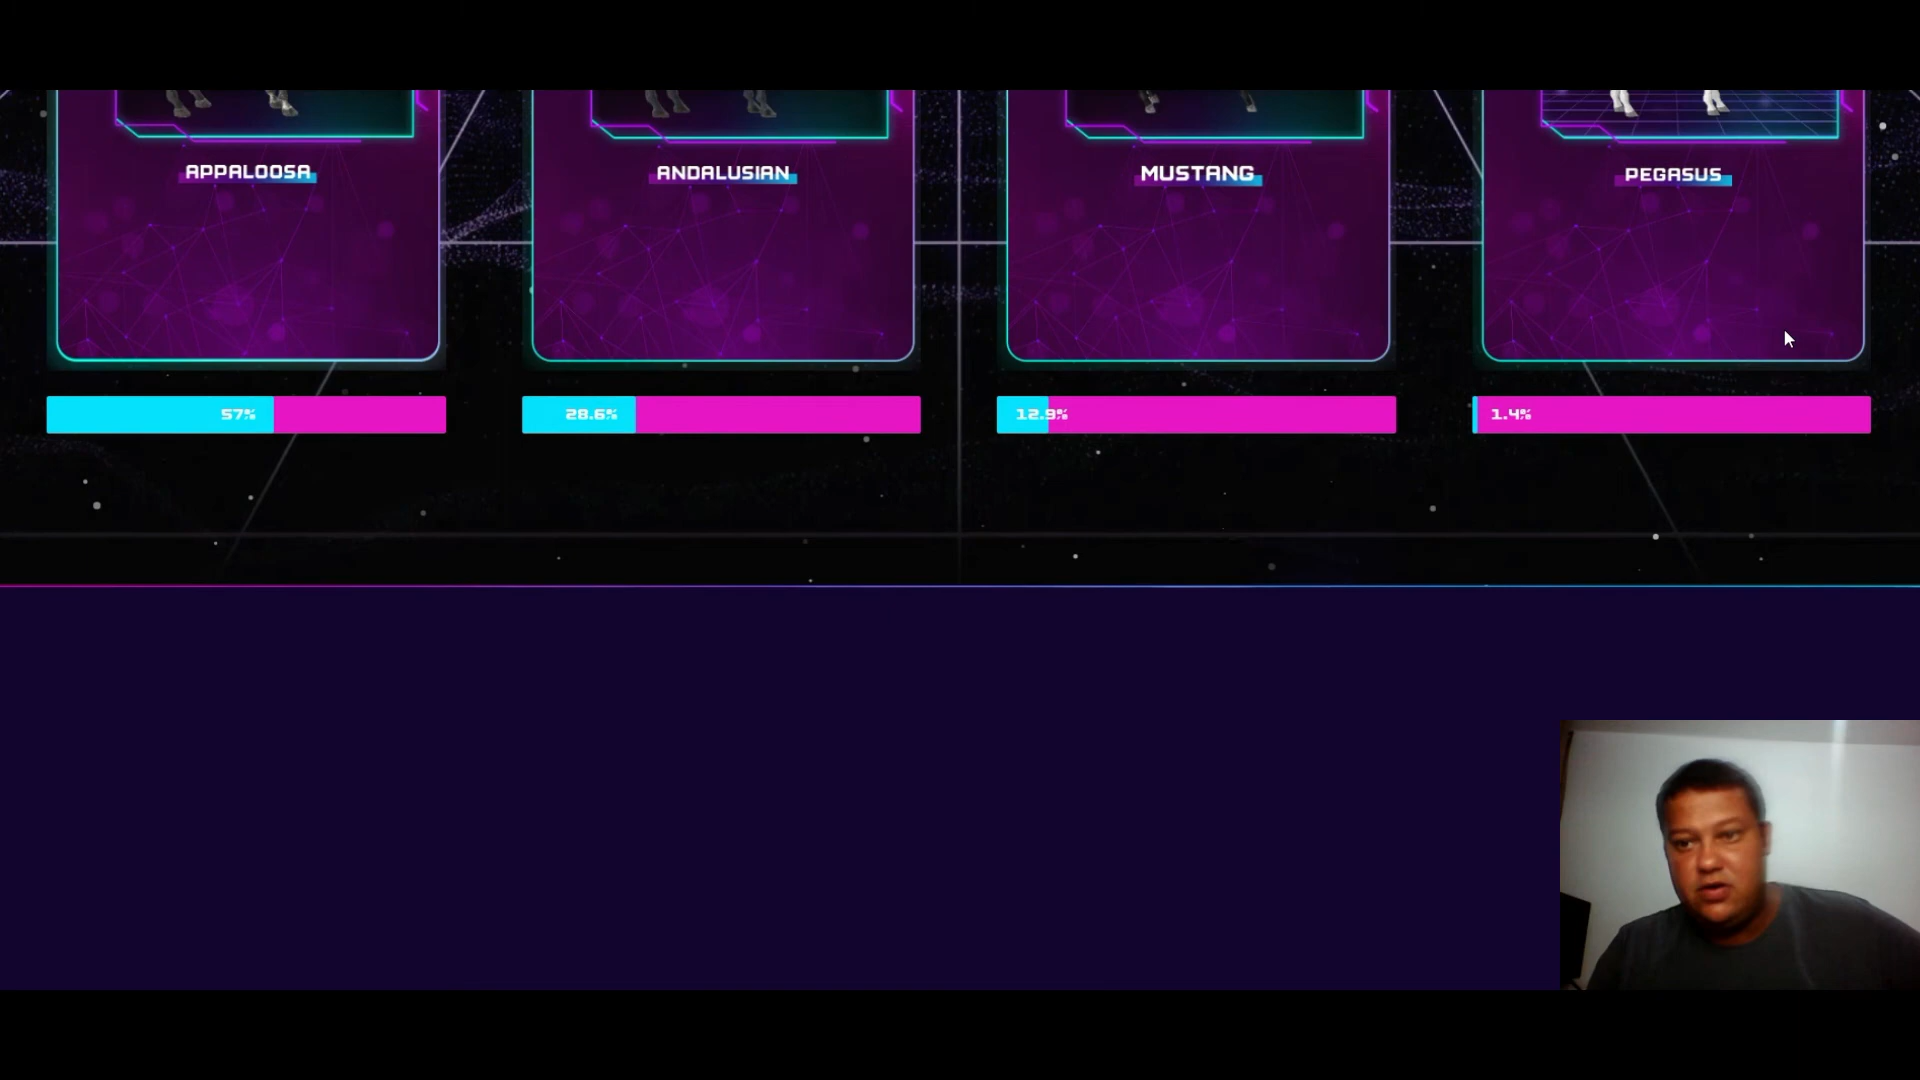 APPALOOSA
ANDALUSIAN
MUSTANG
PEGASUS
57%
28.6%
12.9%
1.4%